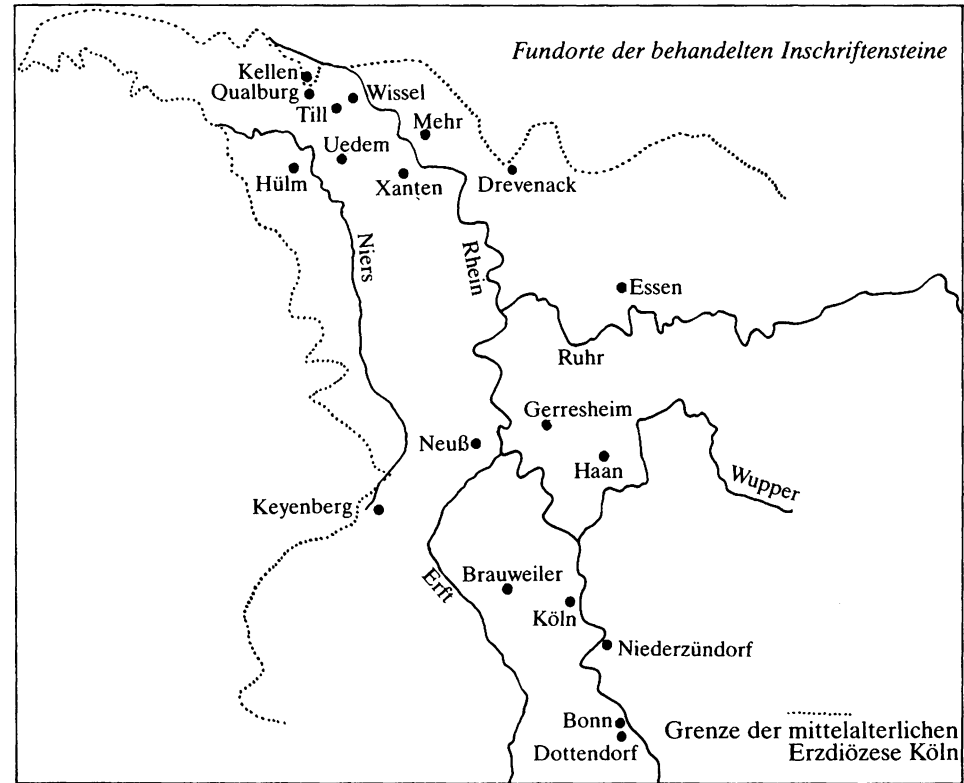 Fundorte der behandelten Inschriftensteine
Kellen
Qualburg
Wissel
Till
Mehr
Uedem
Hülm
Xanten
Drevenack
Niers
Rhein
Essen
Ruhr
Gerresheim
Neuß
Haan
Wupper
Keyenberg
Erft
Brauweiler
Köln
Niederzündorf
Bonn
Dottendorf
Grenze der mittelalterlichen
Erzdiözese Köln